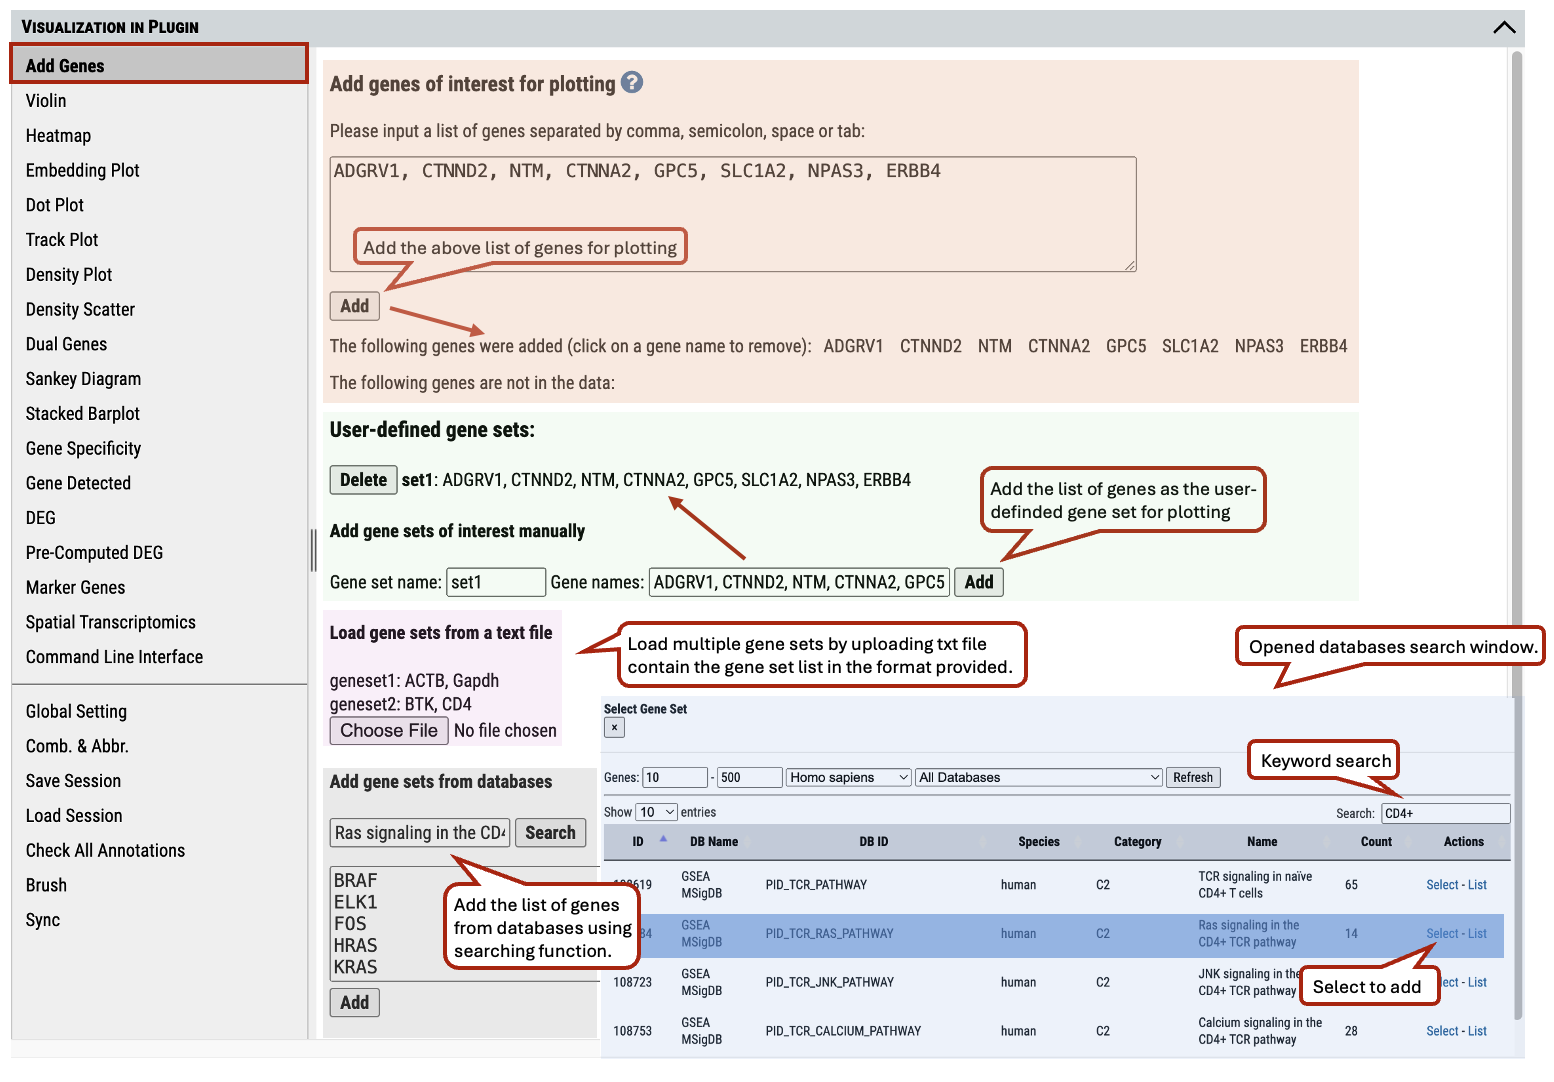 VISUALIZATION IN PLUGIN
Add Genes
Violin
Heatmap
Embedding Plot
Dot Plot
Track Plot
Density Plot
Density Scatter
Dual Genes
Sankey Diagram
Stacked Barplot
Gene Specificity
Gene Detected
DEG
Pre-Computed DEG
Marker Genes
Spatial Transcriptomics
Command Line Interface
Global Setting
Comb. & Abbr.
Save Session
Load Session
Check All Annotations
Brush
Sync
Add genes of interest for plotting ?
Please input a list of genes separated by comma, semicolon, space or tab:
ADGRV1, CTNND2, NTM, CTNNA2, GPC5, SLC1A2, NPAS3, ERBB4
Add the above list of genes for plotting
Add
The following genes were added (click on a gene name to remove): ADGRV1 CTNND2 NTM CTNNA2 GPC5 SLC1A2 NPAS3 ERBB4
The following genes are not in the data:
User-defined gene sets:
Delete set1: ADGRV1, CTNND2, NTM, CTNNA2, GPC5, SLC1A2, NPAS3, ERBB4
Add the list of genes as the user-
definded gene set for plotting
Add gene sets of interest manually
Gene set name: set1 Gene names: ADGRV1, CTNND2, NTM, CTNNA2, GPC5 Add
Load gene sets from a text file
geneset1: ACTB, Gapdh
geneset2: BTK, CD4
Choose File No file chosen
Load multiple gene sets by uploading txt file
contain the gene set list in the format provided.
Opened databases search window.
Add gene sets from databases
Ras signaling in the CD4 Search
BRAF
ELK1
FOS
HRAS
KRAS
Add
Add the list of genes
from databases using
searching function.
Select Gene Set
×
Genes: 10 - 500 Homo sapiens All Databases Refresh
Keyword search
Show 10 entries
Search: CD4+
ID DB Name DB ID Species Category Name Count Actions
GSEA MSigDB PID_TCR_PATHWAY human C2 TCR signaling in naïve CD4+ T cells 65 Select - List
84 GSEA MSigDB PID_TCR_RAS_PATHWAY human C2 Ras signaling in the CD4+ TCR pathway 14 Select - List
108723 GSEA MSigDB PID_TCR_JNK_PATHWAY human C2 JNK signaling in the CD4+ TCR pathway ect - List
108753 GSEA MSigDB PID_TCR_CALCIUM_PATHWAY human C2 Calcium signaling in the CD4+ TCR pathway 28 Select - List
Select to add